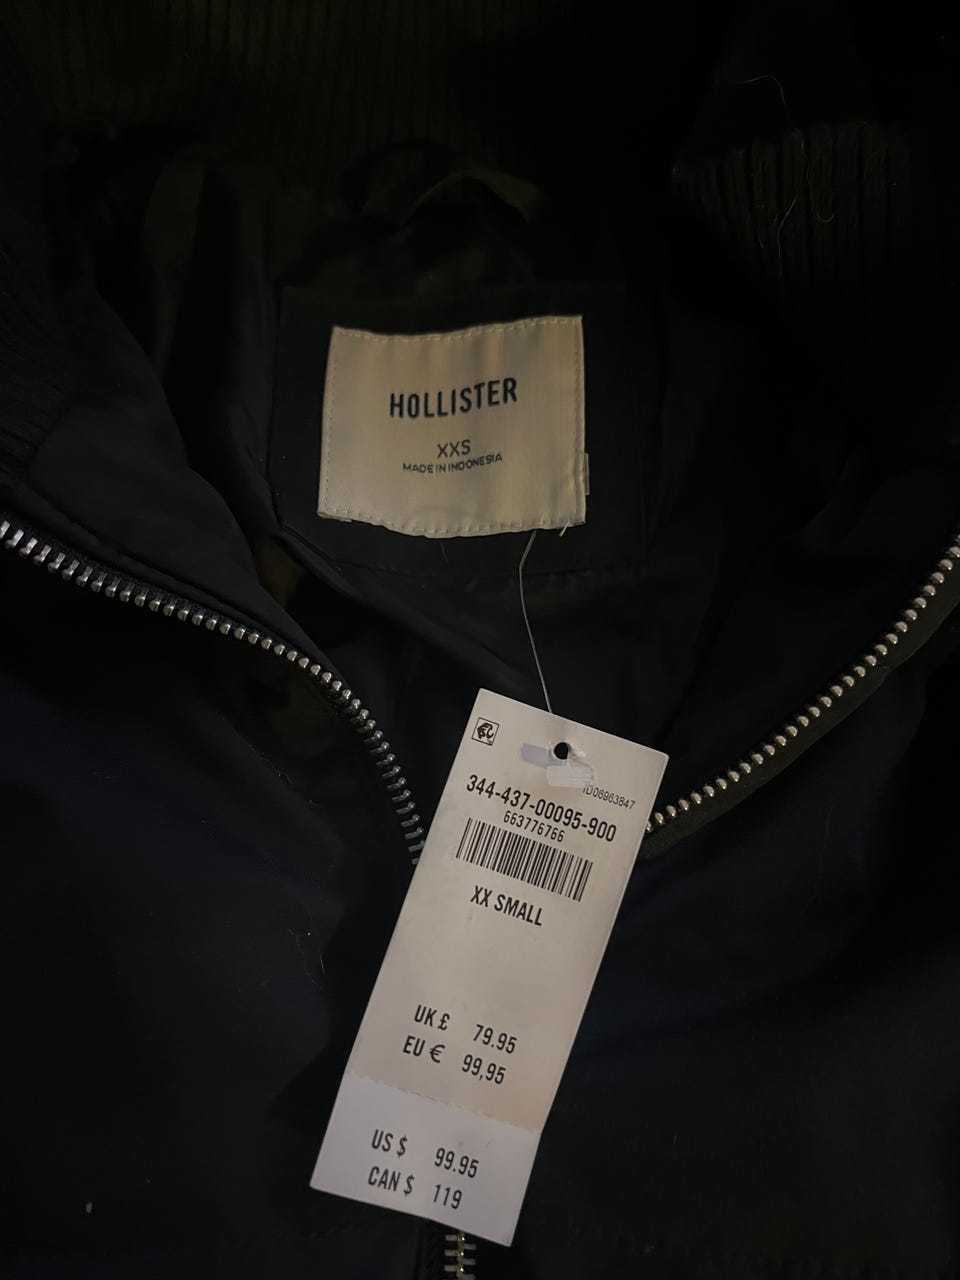 HOLLISTER
XXS
MADE IN INDONESIA
ID06963847
344-437-00095-900
663776766
XX SMALL
UK £ 79.95
EU € 99,95
US $ 99.95
CAN $ 119